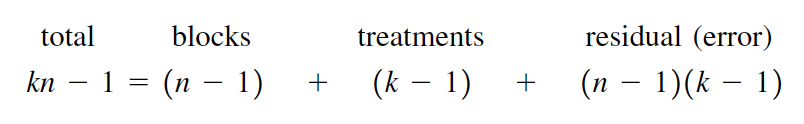 total blocks treatments residual (error)
kn − 1 = (n − 1) + (k − 1) + (n − 1)(k − 1)